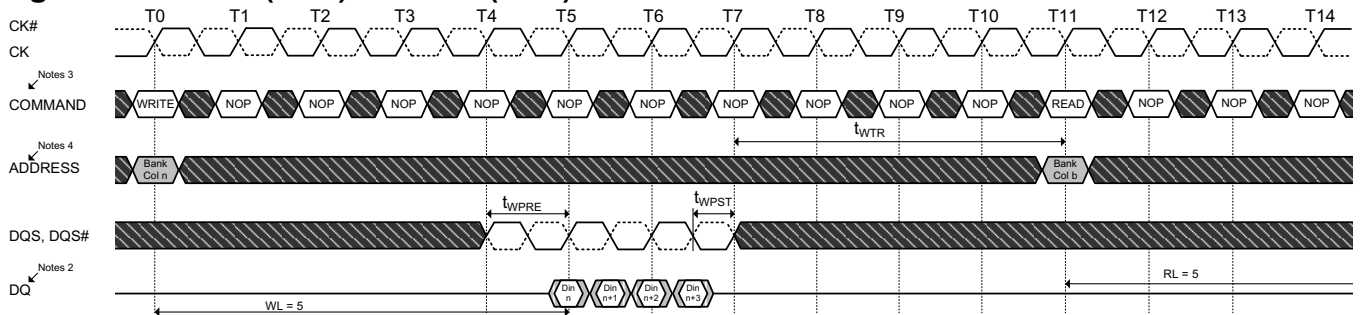 T0 T1 T2 T3 T4 T5 T6 T7 T8 T9 T10 T11 T12 T13 T14
CK#
CK
Notes 3
COMMAND WRITE NOP NOP NOP NOP NOP NOP NOP NOP NOP NOP READ NOP NOP NOP
tWTR
Notes 4
ADDRESS Bank Col n Bank Col b
tWPRE tWPST
DQS, DQS#
Notes 2
DQ Din n Din n+1 Din n+2 Din n+3
RL = 5
WL = 5